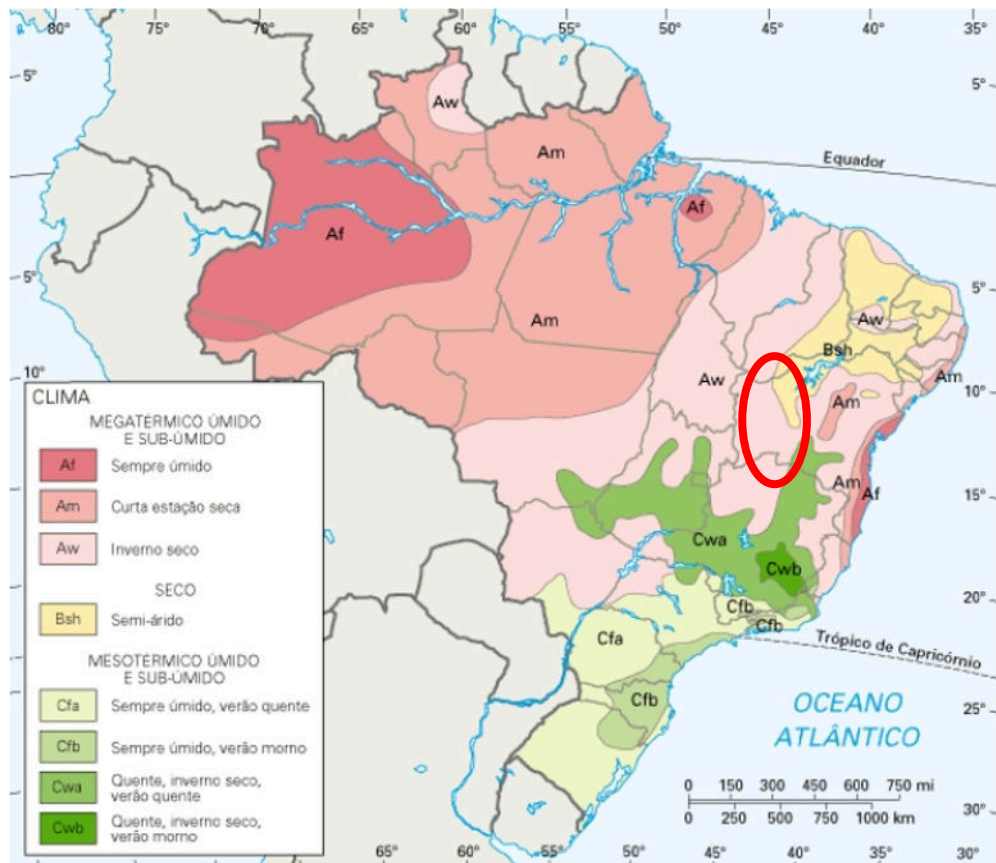 80° 75° 70° 65° 60° 55° 50° 45° 40° 35°
5° 5°
Aw
Am
Equador
Af Af
5° 5°
Am Aw
Bsh
10° 10°
Aw Am Am
CLIMA
MEGATÉRMICO ÚMIDO
E SUB-ÚMIDO
Af Sempre úmido
Am Curta estação seca
Aw Inverno seco
SECO
Bsh Semi-árido
MESOTÉRMICO ÚMIDO
E SUB-ÚMIDO
Cfa Sempre úmido, verão quente
Cfb Sempre úmido, verão morno
Cwa Quente, inverno seco,
verão quente
Cwb Quente, inverno seco,
verão morno
Am Af
15°
Cwa
Cwb
20°
Cfb
Cfb
Cfa
Trópico de Capricórnio
Cfb
25°
OCEANO
ATLÂNTICO
0 150 300 450 600 750 mi
0 250 500 750 1000 km
30°
65° 60° 55° 50° 45° 40° 35° 30°